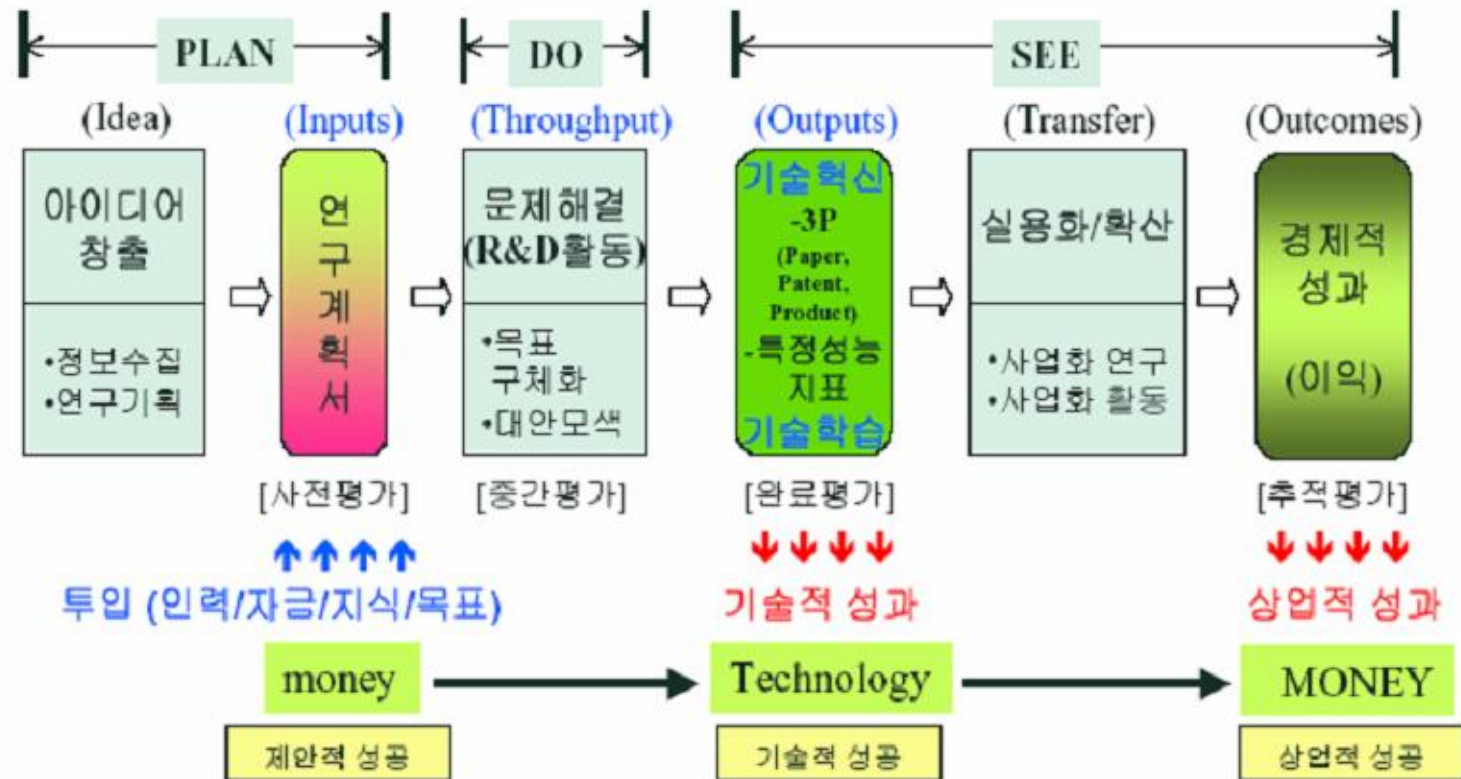 PLAN
DO
SEE
(Idea)
(Inputs)
(Throughput)
(Outputs)
(Transfer)
(Outcomes)
아이디어
창출
•정보수집
•연구기획
연
구
계
획
서
문제해결
(R&D활동)
•목표
구체화
•대안모색
기술혁신
-3P
(Paper,
Patent,
Product)
-특정성능
지표
기술학습
실용화/확산
•사업화 연구
•사업화 활동
경제적
성과
(이익)
[사전평가]
[중간평가]
[완료평가]
[추적평가]
투입 (인력/자금/지식/목표)
기술적 성과
상업적 성과
money
Technology
MONEY
제안적 성공
기술적 성공
상업적 성공